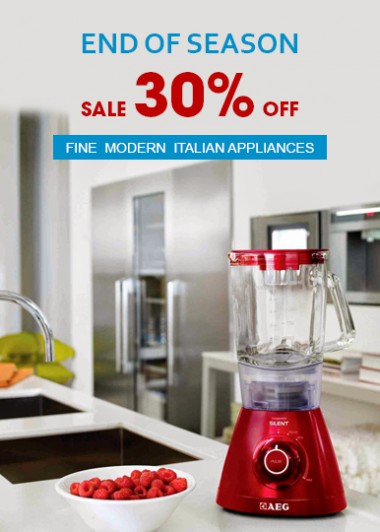 END OF SEASON
SALE 30% OFF
FINE MODERN ITALIAN APPLIANCES
SILENT
AEG